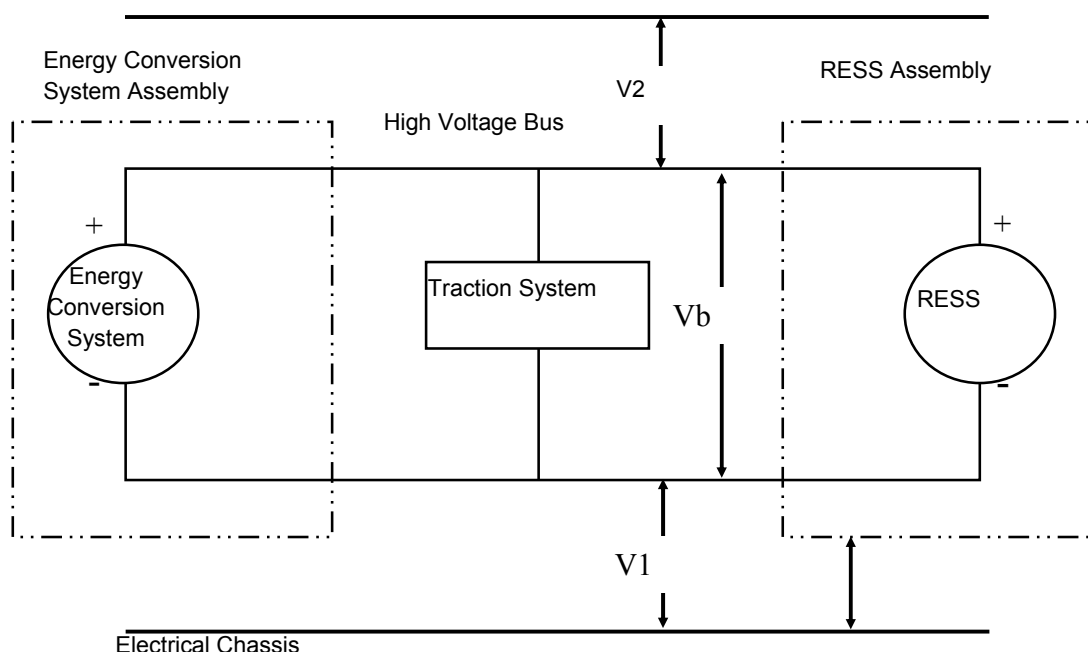 Energy Conversion
System Assembly
V2
RESS Assembly
High Voltage Bus
+
+
Energy
Conversion
System
Traction System
RESS
Vb
-
-
V1
Electrical Chassis